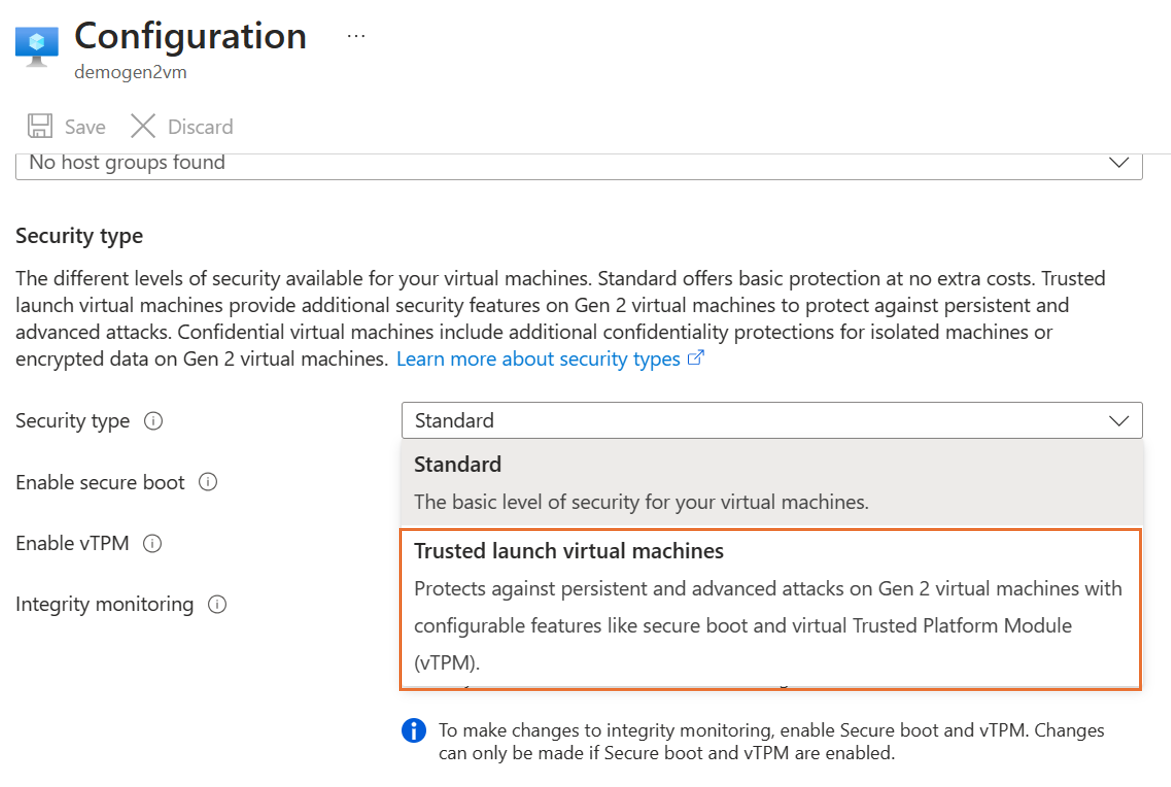 Configuration ...
demogen2vm
Save Discard
No host groups found
Security type
The different levels of security available for your virtual machines. Standard offers basic protection at no extra costs. Trusted
launch virtual machines provide additional security features on Gen 2 virtual machines to protect against persistent and
advanced attacks. Confidential virtual machines include additional confidentiality protections for isolated machines or
encrypted data on Gen 2 virtual machines. Learn more about security types
Security type
Standard
Standard
The basic level of security for your virtual machines.
Enable secure boot
Trusted launch virtual machines
Enable vTPM
Protects against persistent and advanced attacks on Gen 2 virtual machines with
configurable features like secure boot and virtual Trusted Platform Module
(vTPM).
Integrity monitoring
To make changes to integrity monitoring, enable Secure boot and vTPM. Changes
can only be made if Secure boot and vTPM are enabled.